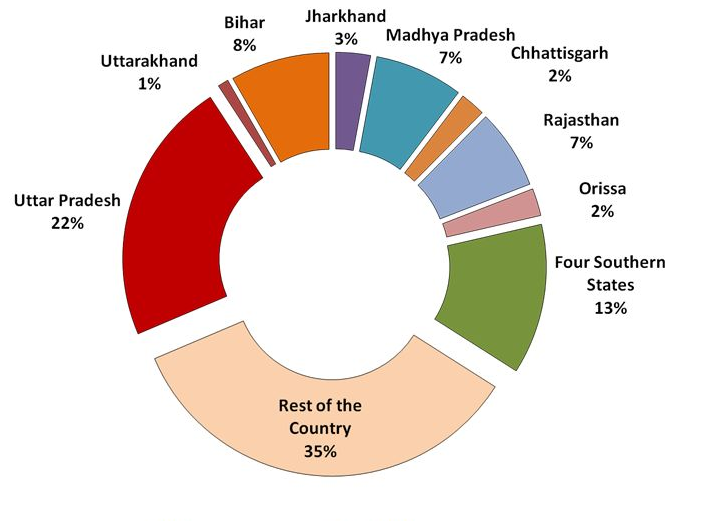 Jharkhand
3%
Madhya Pradesh
7%
Chhattisgarh
2%
Rajasthan
7%
Orissa
2%
Four Southern
States
13%
Rest of the
Country
35%
Uttar Pradesh
22%
Uttarakhand
1%
Bihar
8%